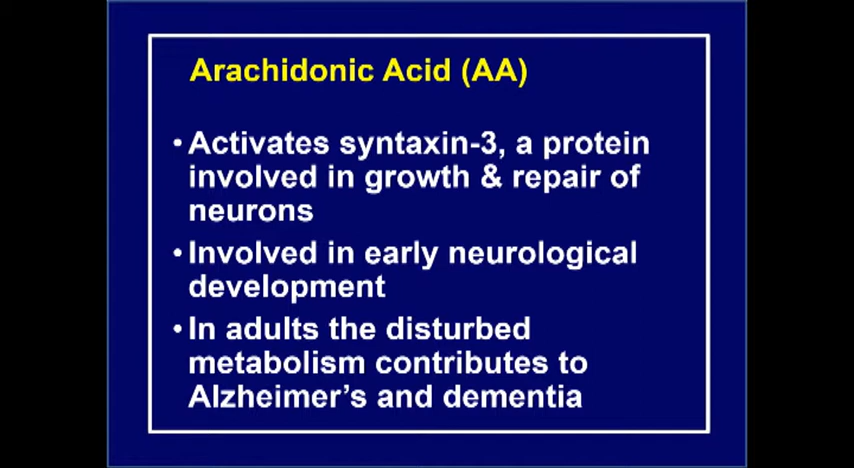 Arachidonic Acid (AA)
• Activates syntaxin-3, a protein
involved in growth & repair of
neurons
• Involved in early neurological
development
• In adults the disturbed
metabolism contributes to
Alzheimer's and dementia